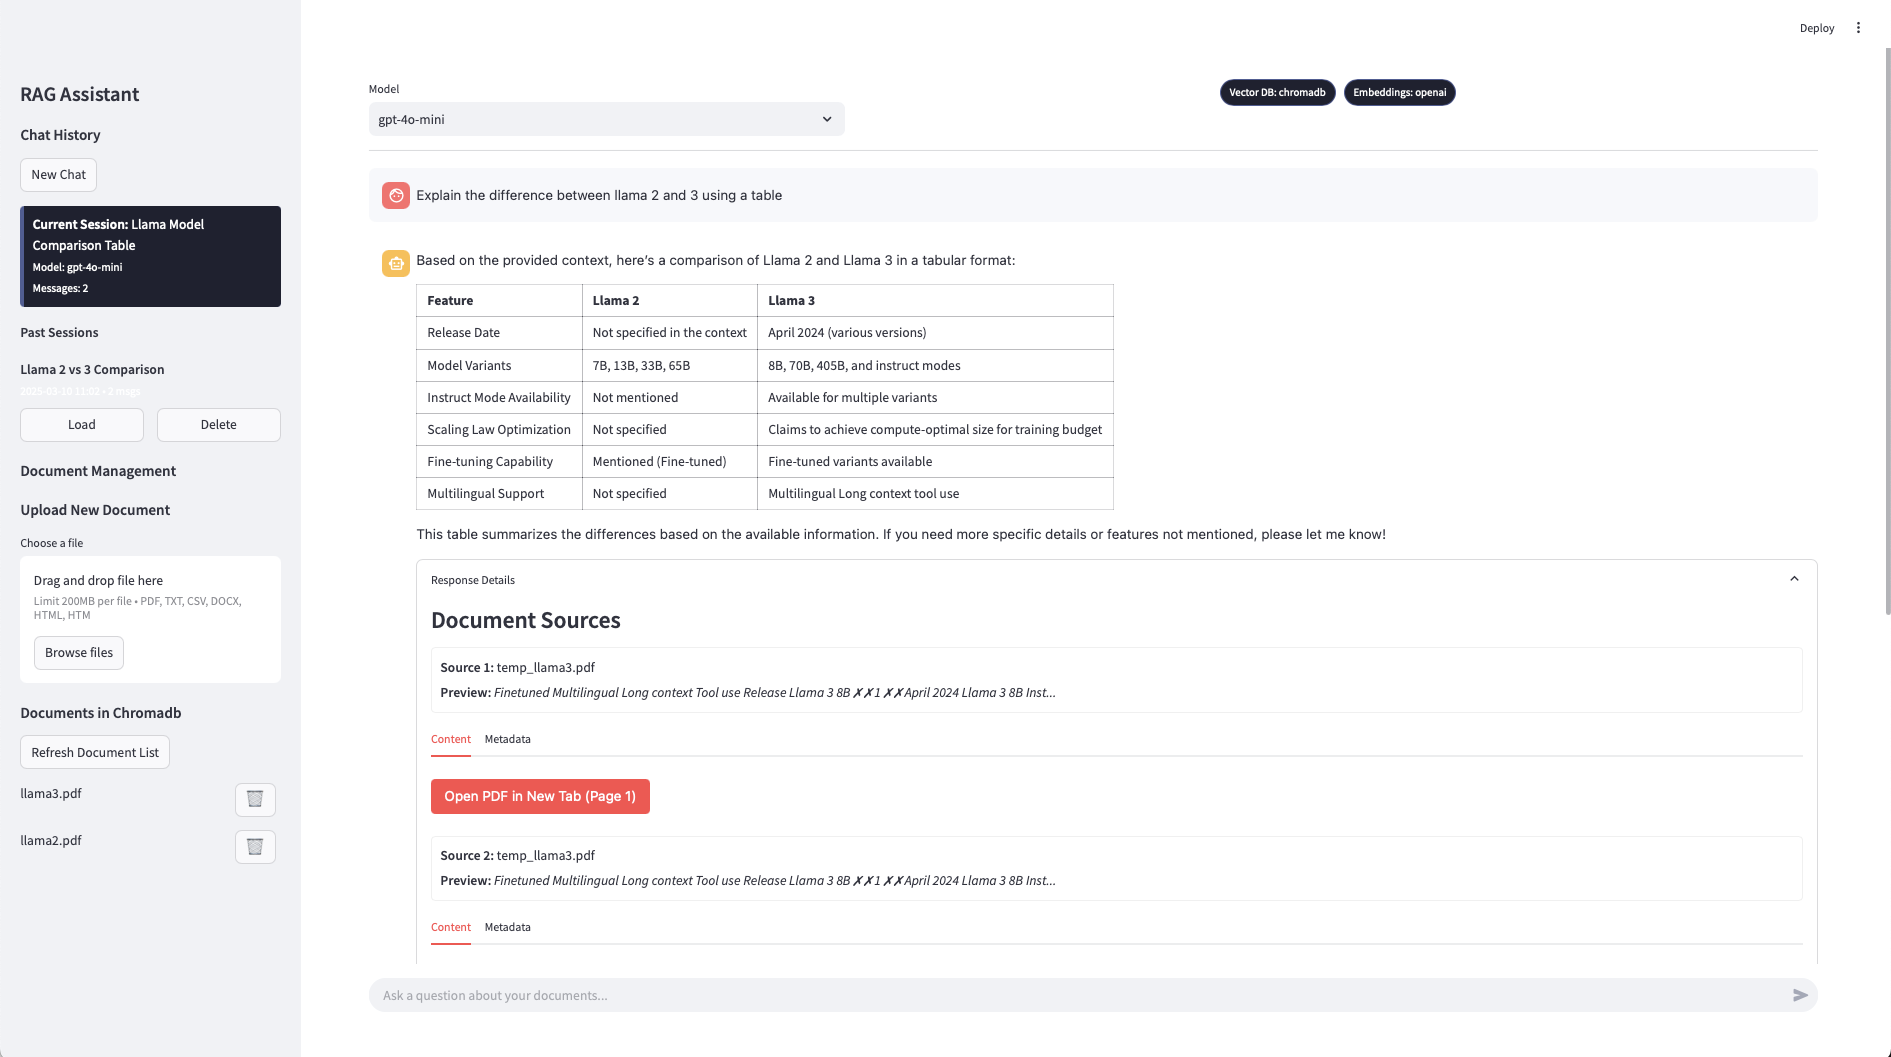 Deploy
RAG Assistant
Chat History
New Chat
Current Session: Llama Model
Comparison Table
Model: gpt-4o-mini
Messages: 2
Past Sessions
Llama 2 vs 3 Comparison
2025-03-10 11:02 • 2 msgs
Load
Delete
Document Management
Upload New Document
Choose a file
Drag and drop file here
Limit 200MB per file • PDF, TXT, CSV, DOCX,
HTML, HTM
Browse files
Documents in Chromadb
Refresh Document List
llama3.pdf
llama2.pdf
Model
gpt-4o-mini
Vector DB: chromadb
Embeddings: openai
Explain the difference between llama 2 and 3 using a table
Based on the provided context, here's a comparison of Llama 2 and Llama 3 in a tabular format:
Feature Llama 2 Llama 3
Release Date Not specified in the context April 2024 (various versions)
Model Variants 7B, 13B, 33B, 65B 8B, 70B, 405B, and instruct modes
Instruct Mode Availability Not mentioned Available for multiple variants
Scaling Law Optimization Not specified Claims to achieve compute-optimal size for training budget
Fine-tuning Capability Mentioned (Fine-tuned) Fine-tuned variants available
Multilingual Support Not specified Multilingual Long context tool use
This table summarizes the differences based on the available information. If you need more specific details or features not mentioned, please let me know!
Response Details
Document Sources
Source 1: temp_llama3.pdf
Preview: Finetuned Multilingual Long context Tool use Release Llama 3 8B ✗✗1 ✗✗April 2024 Llama 3 8B Inst...
Content Metadata
Open PDF in New Tab (Page 1)
Source 2: temp_llama3.pdf
Preview: Finetuned Multilingual Long context Tool use Release Llama 3 8B ✗✗1 ✗✗April 2024 Llama 3 8B Inst...
Content Metadata
Ask a question about your documents...